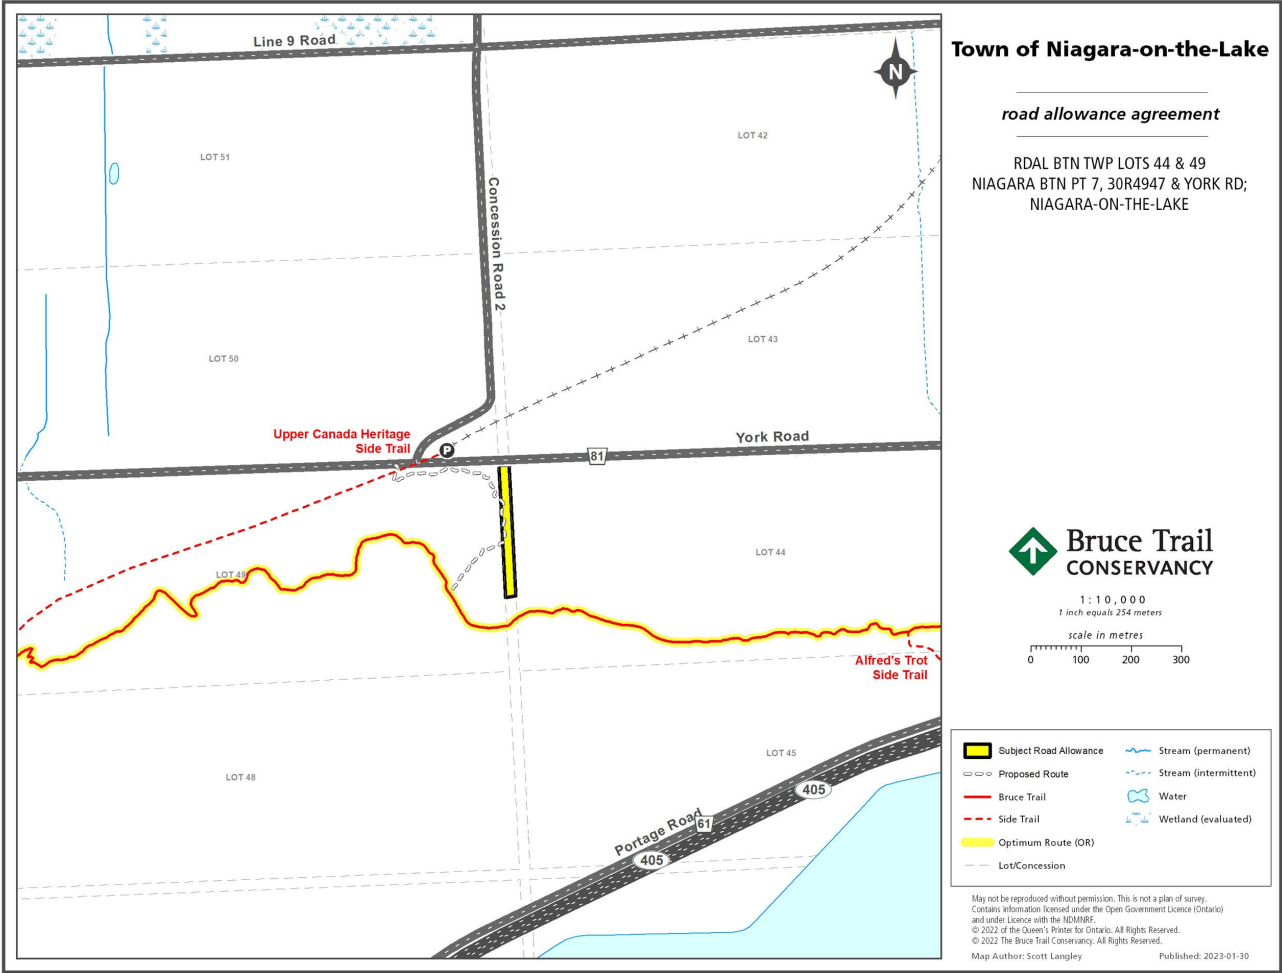 Town of Niagara-on-the-Lake
road allowance agreement
RDAL BTN TWP LOTS 44 & 49
NIAGARA BTN PT 7, 30R4947 & YORK RD;
NIAGARA-ON-THE-LAKE
N
Line 9 Road
LOT 51
LOT 42
Concession Road 2
LOT 50
LOT 43
Upper Canada Heritage
Side Trail
P
York Road
81
LOT 49
LOT 44
Alfred's Trot
Side Trail
LOT 48
LOT 45
405
61
Portage Road
405
Bruce Trail
CONSERVANCY
1:10,000
1 inch equals 254 meters
scale in metres
0 100 200 300
Subject Road Allowance
Proposed Route
Bruce Trail
Side Trail
Optimum Route (OR)
Lot/Concession
Stream (permanent)
Stream (intermittent)
Water
Wetland (evaluated)
May not be reproduced without permission. This is not a plan of survey.
Contains information licensed under the Open Government Licence (Ontario)
and under Licence with the NDMNRF.
© 2022 of the Queen's Printer for Ontario. All Rights Reserved.
© 2022 The Bruce Trail Conservancy. All Rights Reserved.
Map Author: Scott Langley Published: 2023-01-30